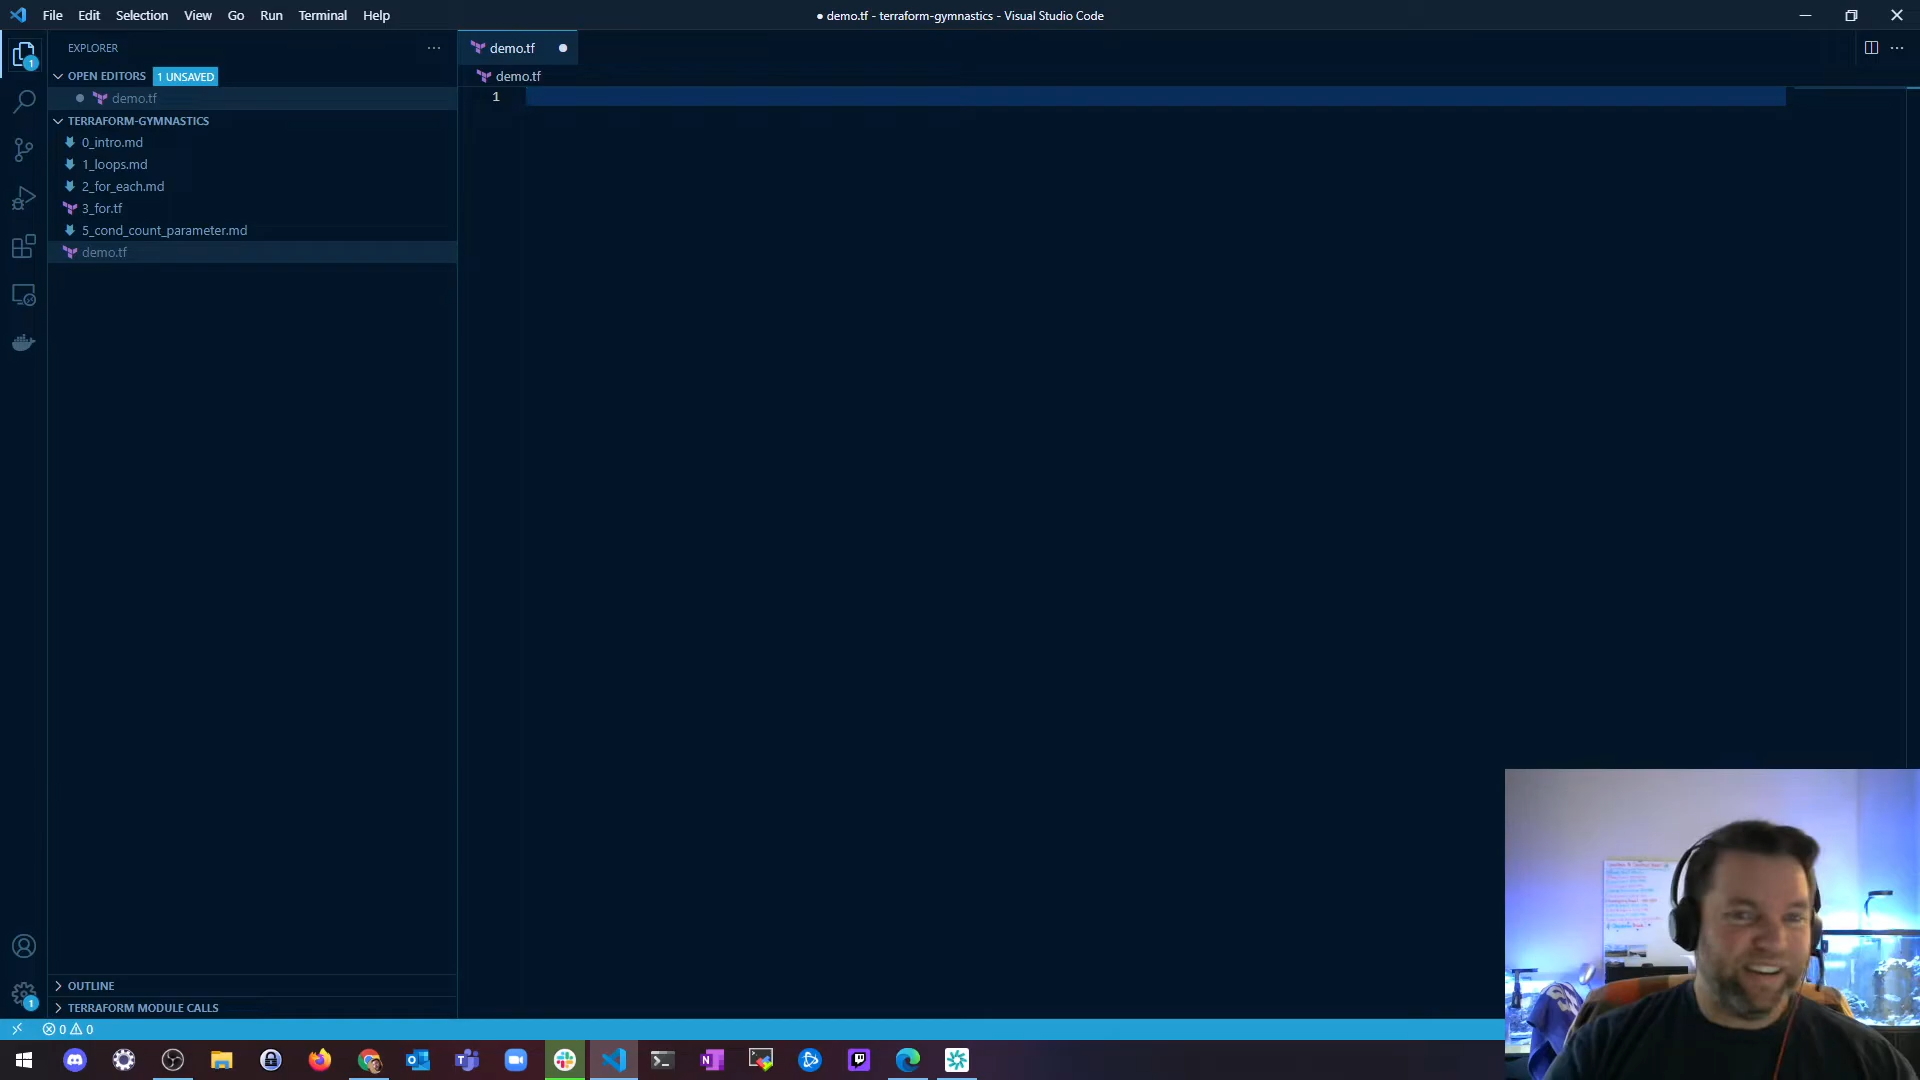 File Edit Selection View Go Run Terminal Help
● demo.tf - terraform-gymnastics - Visual Studio Code
EXPLORER
OPEN EDITORS 1 UNSAVED
demo.tf
TERRAFORM-GYMNASTICS
0_intro.md
1_loops.md
2_for_each.md
3_for.tf
5_cond_count_parameter.md
demo.tf
OUTLINE
TERRAFORM MODULE CALLS
1
1
0 0
demo.tf
demo.tf
1